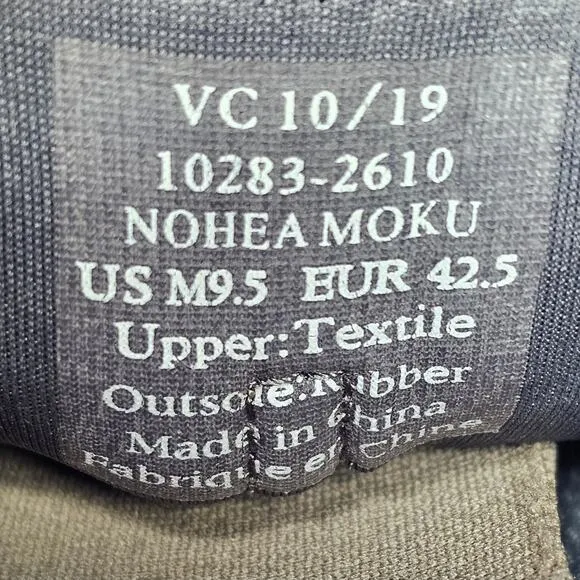 VC 10/19
10283-2610
NOHEA MOKU
US M9.5 EUR 42.5
Upper: Textile
Outsole: Rubber
Made in China
Fabriqué en Chine